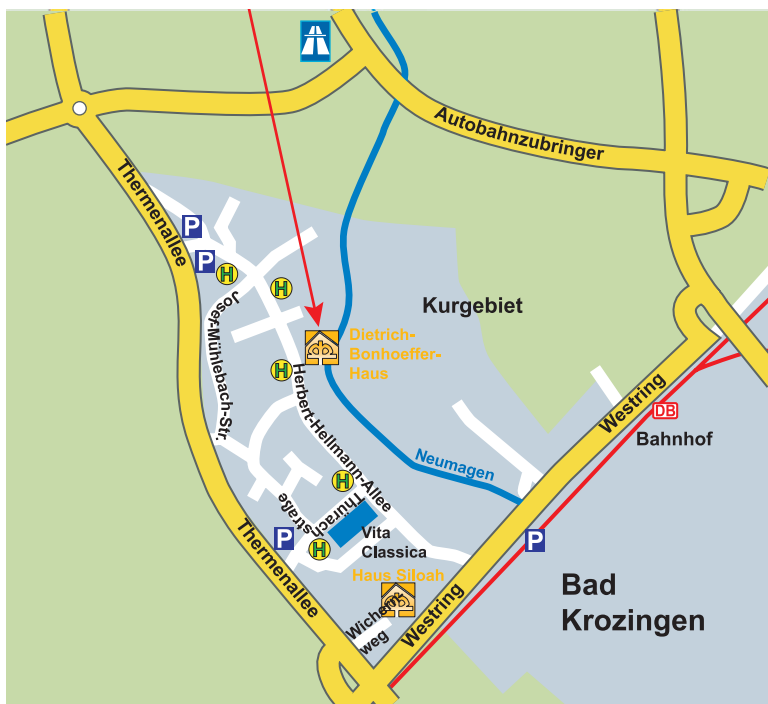 Autobahnzubringer
Thermenallee
P
P
H
H
Josef-Mühlebach-Str.
Kurgebiet
Dietrich-
Bonhoeffer-
Haus
H
Herbert-Hellmann-Allee
Westring
DB
Bahnhof
Neumagen
H
Thürach
straße
P
H
Vita
Classica
P
Thermenallee
Haus Siloah
Wichern-
weg
Westring
Bad
Krozingen